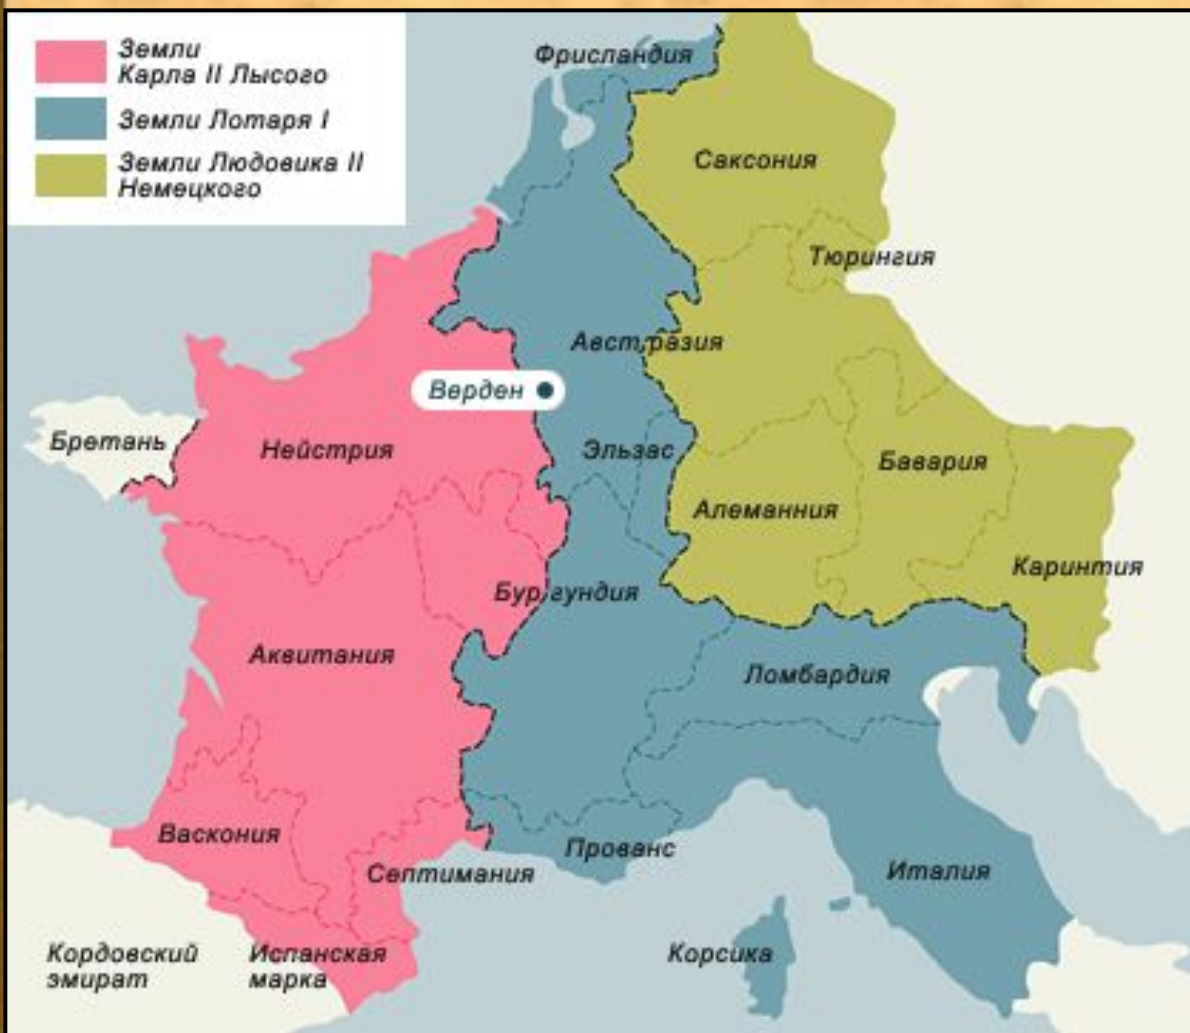 Земли
Карла II Лысого
Земли Лотаря I
Земли Людовика II
Немецкого
Фрисландия
Саксония
Тюрингия
Австразия
Верден
Бретань
Нейстрия
Эльзас
Бавария
Алеманния
Каринтия
Бургундия
Аквитания
Ломбардия
Васкония
Прованс
Септимания
Италия
Кордовский
эмират
Испанская
марка
Корсика